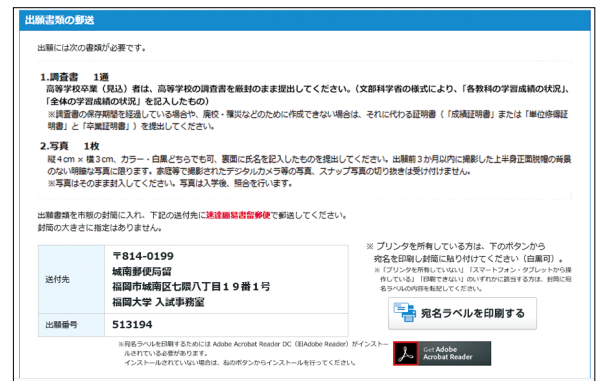 出願書類の郵送
出願には次の書類が必要です。
1.調査書 1通
高等学校卒業（見込）者は、高等学校の調査書を厳封のまま提出してください。（文部科学省の様式により、「各教科の学習成績の状況」、
「全体の学習成績の状況」を記入したもの）
※調査書の保存期間を経過している場合や、廃校・罹災などのために作成できない場合は、それに代わる証明書（「成績証明書」または「単位修得証
明書」と「卒業証明書」）を提出してください。
2.写真 1枚
縦4cm × 横3cm、カラー・白黒どちらでも可、裏面に氏名を記入したものを提出してください。出願前3か月以内に撮影した上半身正面脱帽の背景
のない明瞭な写真に限ります。家庭等で撮影されたデジタルカメラ等の写真、スナップ写真の切り抜きは受け付けません。
※写真はそのまま封入してください。写真は入学後、照合を行います。
出願書類を市販の封筒に入れ、下記の送付先に速達簡易書留郵便で郵送してください。
封筒の大きさに指定はありません。
送付先
〒814-0199
城南郵便局留
福岡市城南区七隈八丁目19番1号
福岡大学 入試事務室
出願番号
513194
※ プリンタを所有している方は、下のボタンから
宛名を印刷し封筒に貼り付けてください（白黒可）。
※「プリンタを所有していない」「スマートフォン・タブレットから操
作している」「印刷できない」のいずれかに該当する方は、封筒に宛
名ラベルの内容を転記してください。
宛名ラベルを印刷する
※宛名ラベルを印刷するためには Adobe Acrobat Reader DC（旧Adobe Reader）がインストー
ルされている必要があります。
インストールされていない場合は、右のボタンからインストールを行ってください。
Get Adobe
Acrobat Reader